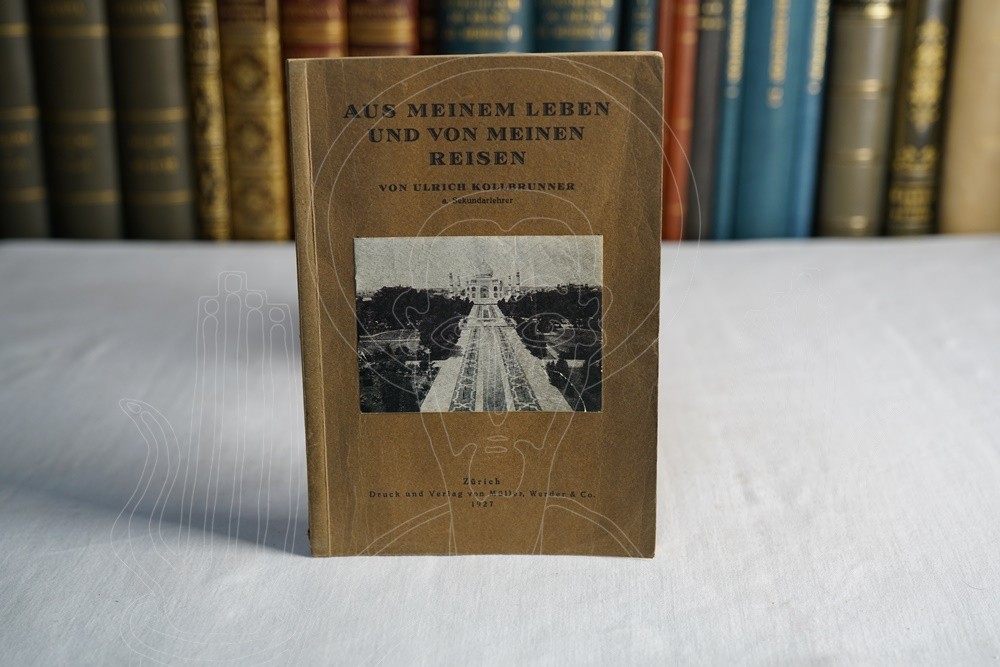 AUS MEINEM LEBEN
UND VON MEINEN
REISEN
VON ULRICH KOLLBRUNNER
a. Sekundarlehrer
Zürich
Druck und Verlag von Müller, Werder & Co.
1927